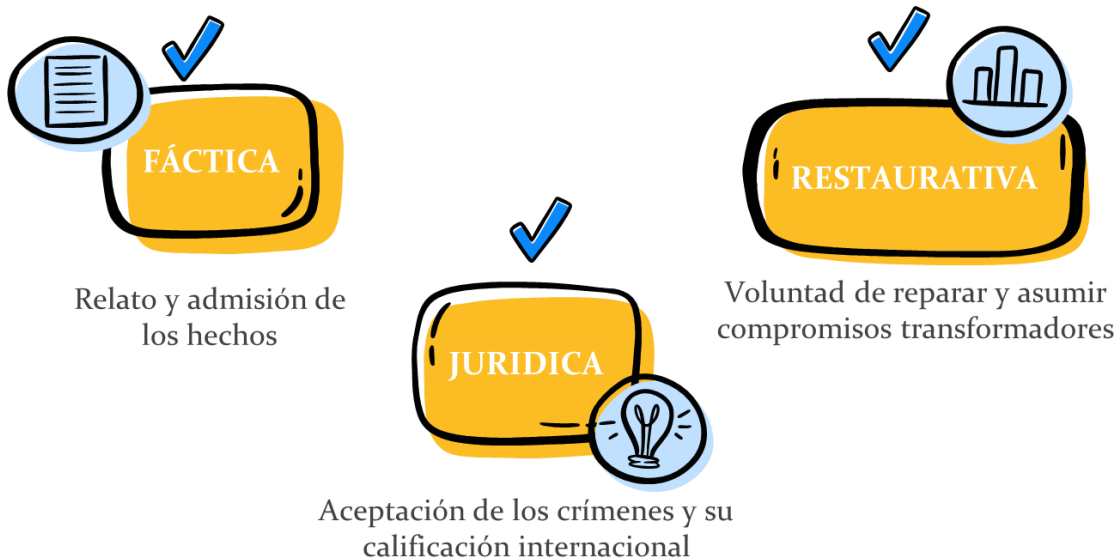 FÁCTICA
Relato y admisión de
los hechos
JURIDICA
Aceptación de los crímenes y su
calificación internacional
RESTAURATIVA
Voluntad de reparar y asumir
compromisos transformadores